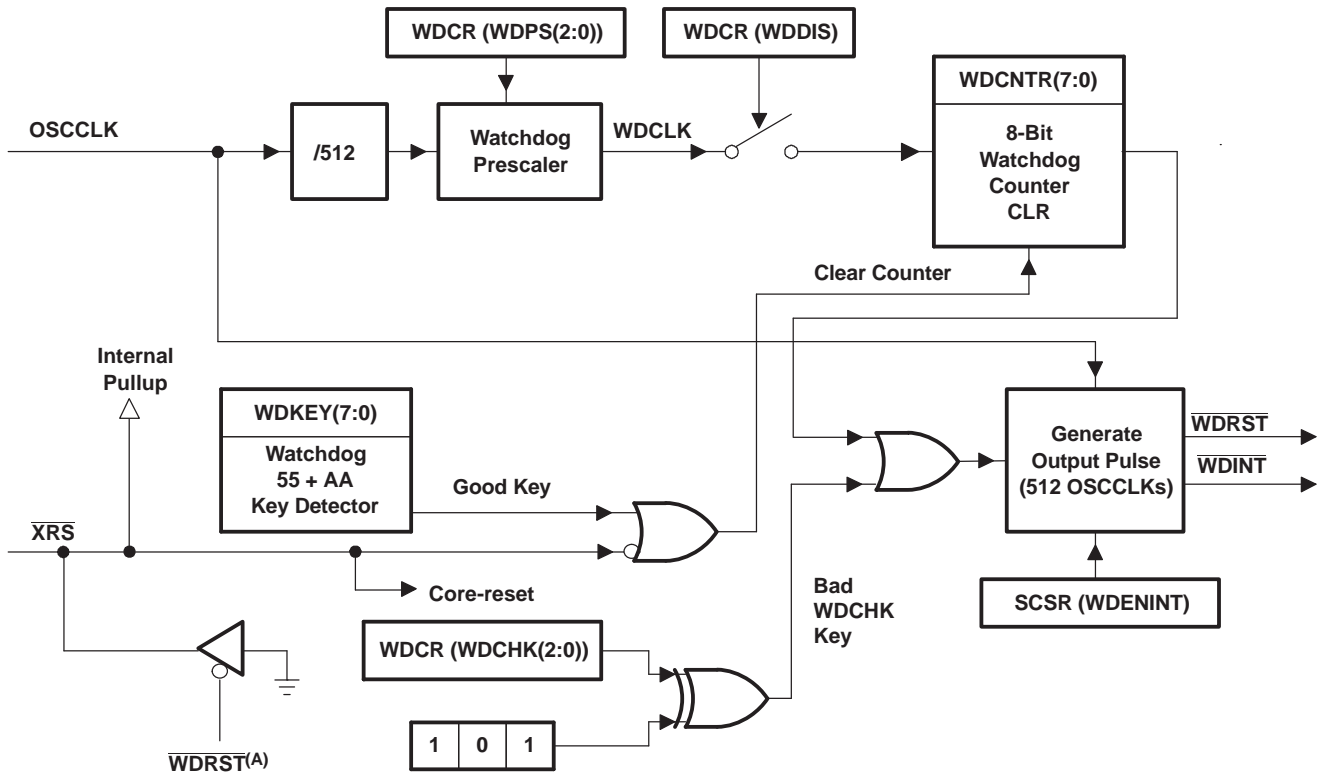 WDCR (WDPS(2:0))
WDCR (WDDIS)
WDCNTR(7:0)
OSCCLK
/512
Watchdog
Prescaler
WDCLK
8-Bit
Watchdog
Counter
CLR
Clear Counter
Internal
Pullup
WDKEY(7:0)
Watchdog
55 + AA
Key Detector
Good Key
Generate
Output Pulse
(512 OSCCLKs)
WDRST
WDINT
XRS
Core-reset
Bad
WDCHK
Key
SCSR (WDENINT)
WDCR (WDCHK(2:0))
1 0 1
WDRST(A)